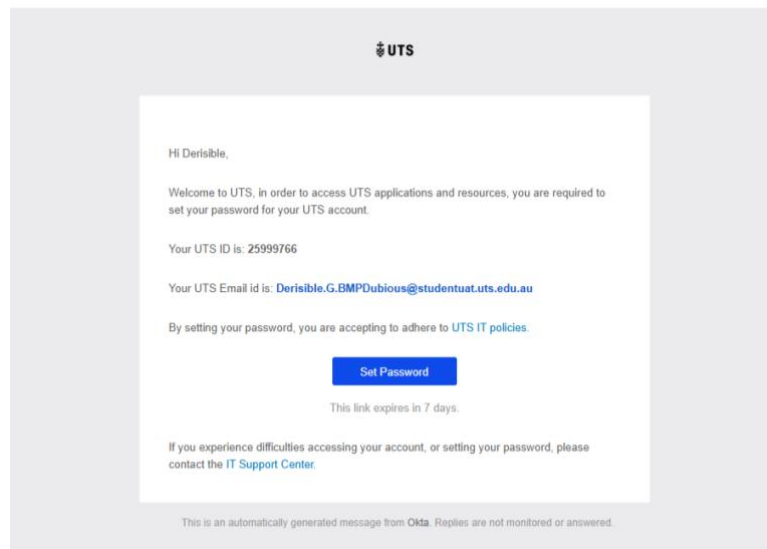 UTS
Hi Derisible,
Welcome to UTS, in order to access UTS applications and resources, you are required to
set your password for your UTS account.
Your UTS ID is: 25999766
Your UTS Email id is: Derisible.G.BMPDubious@studentuat.uts.edu.au
By setting your password, you are accepting to adhere to UTS IT policies.
Set Password
This link expires in 7 days.
If you experience difficulties accessing your account, or setting your password, please
contact the IT Support Center.
This is an automatically generated message from Okta. Replies are not monitored or answered.